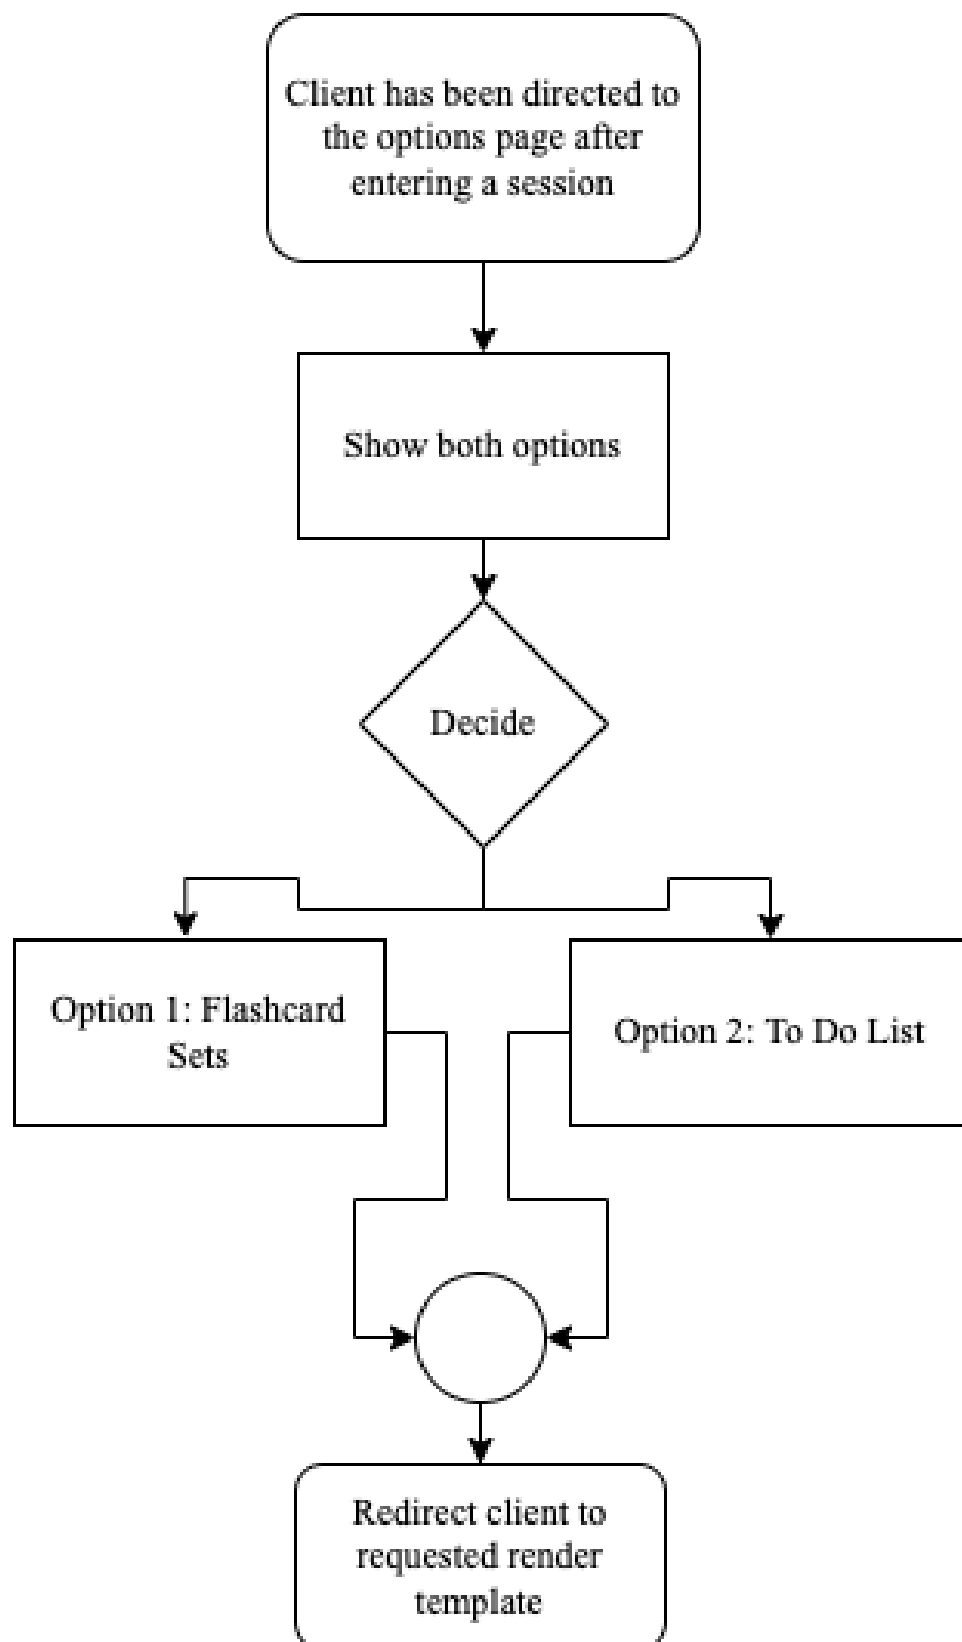 Client has been directed to
the options page after
entering a session
Show both options
Decide
Option 1: Flashcard
Sets
Option 2: To Do List
Redirect client to
requested render
template